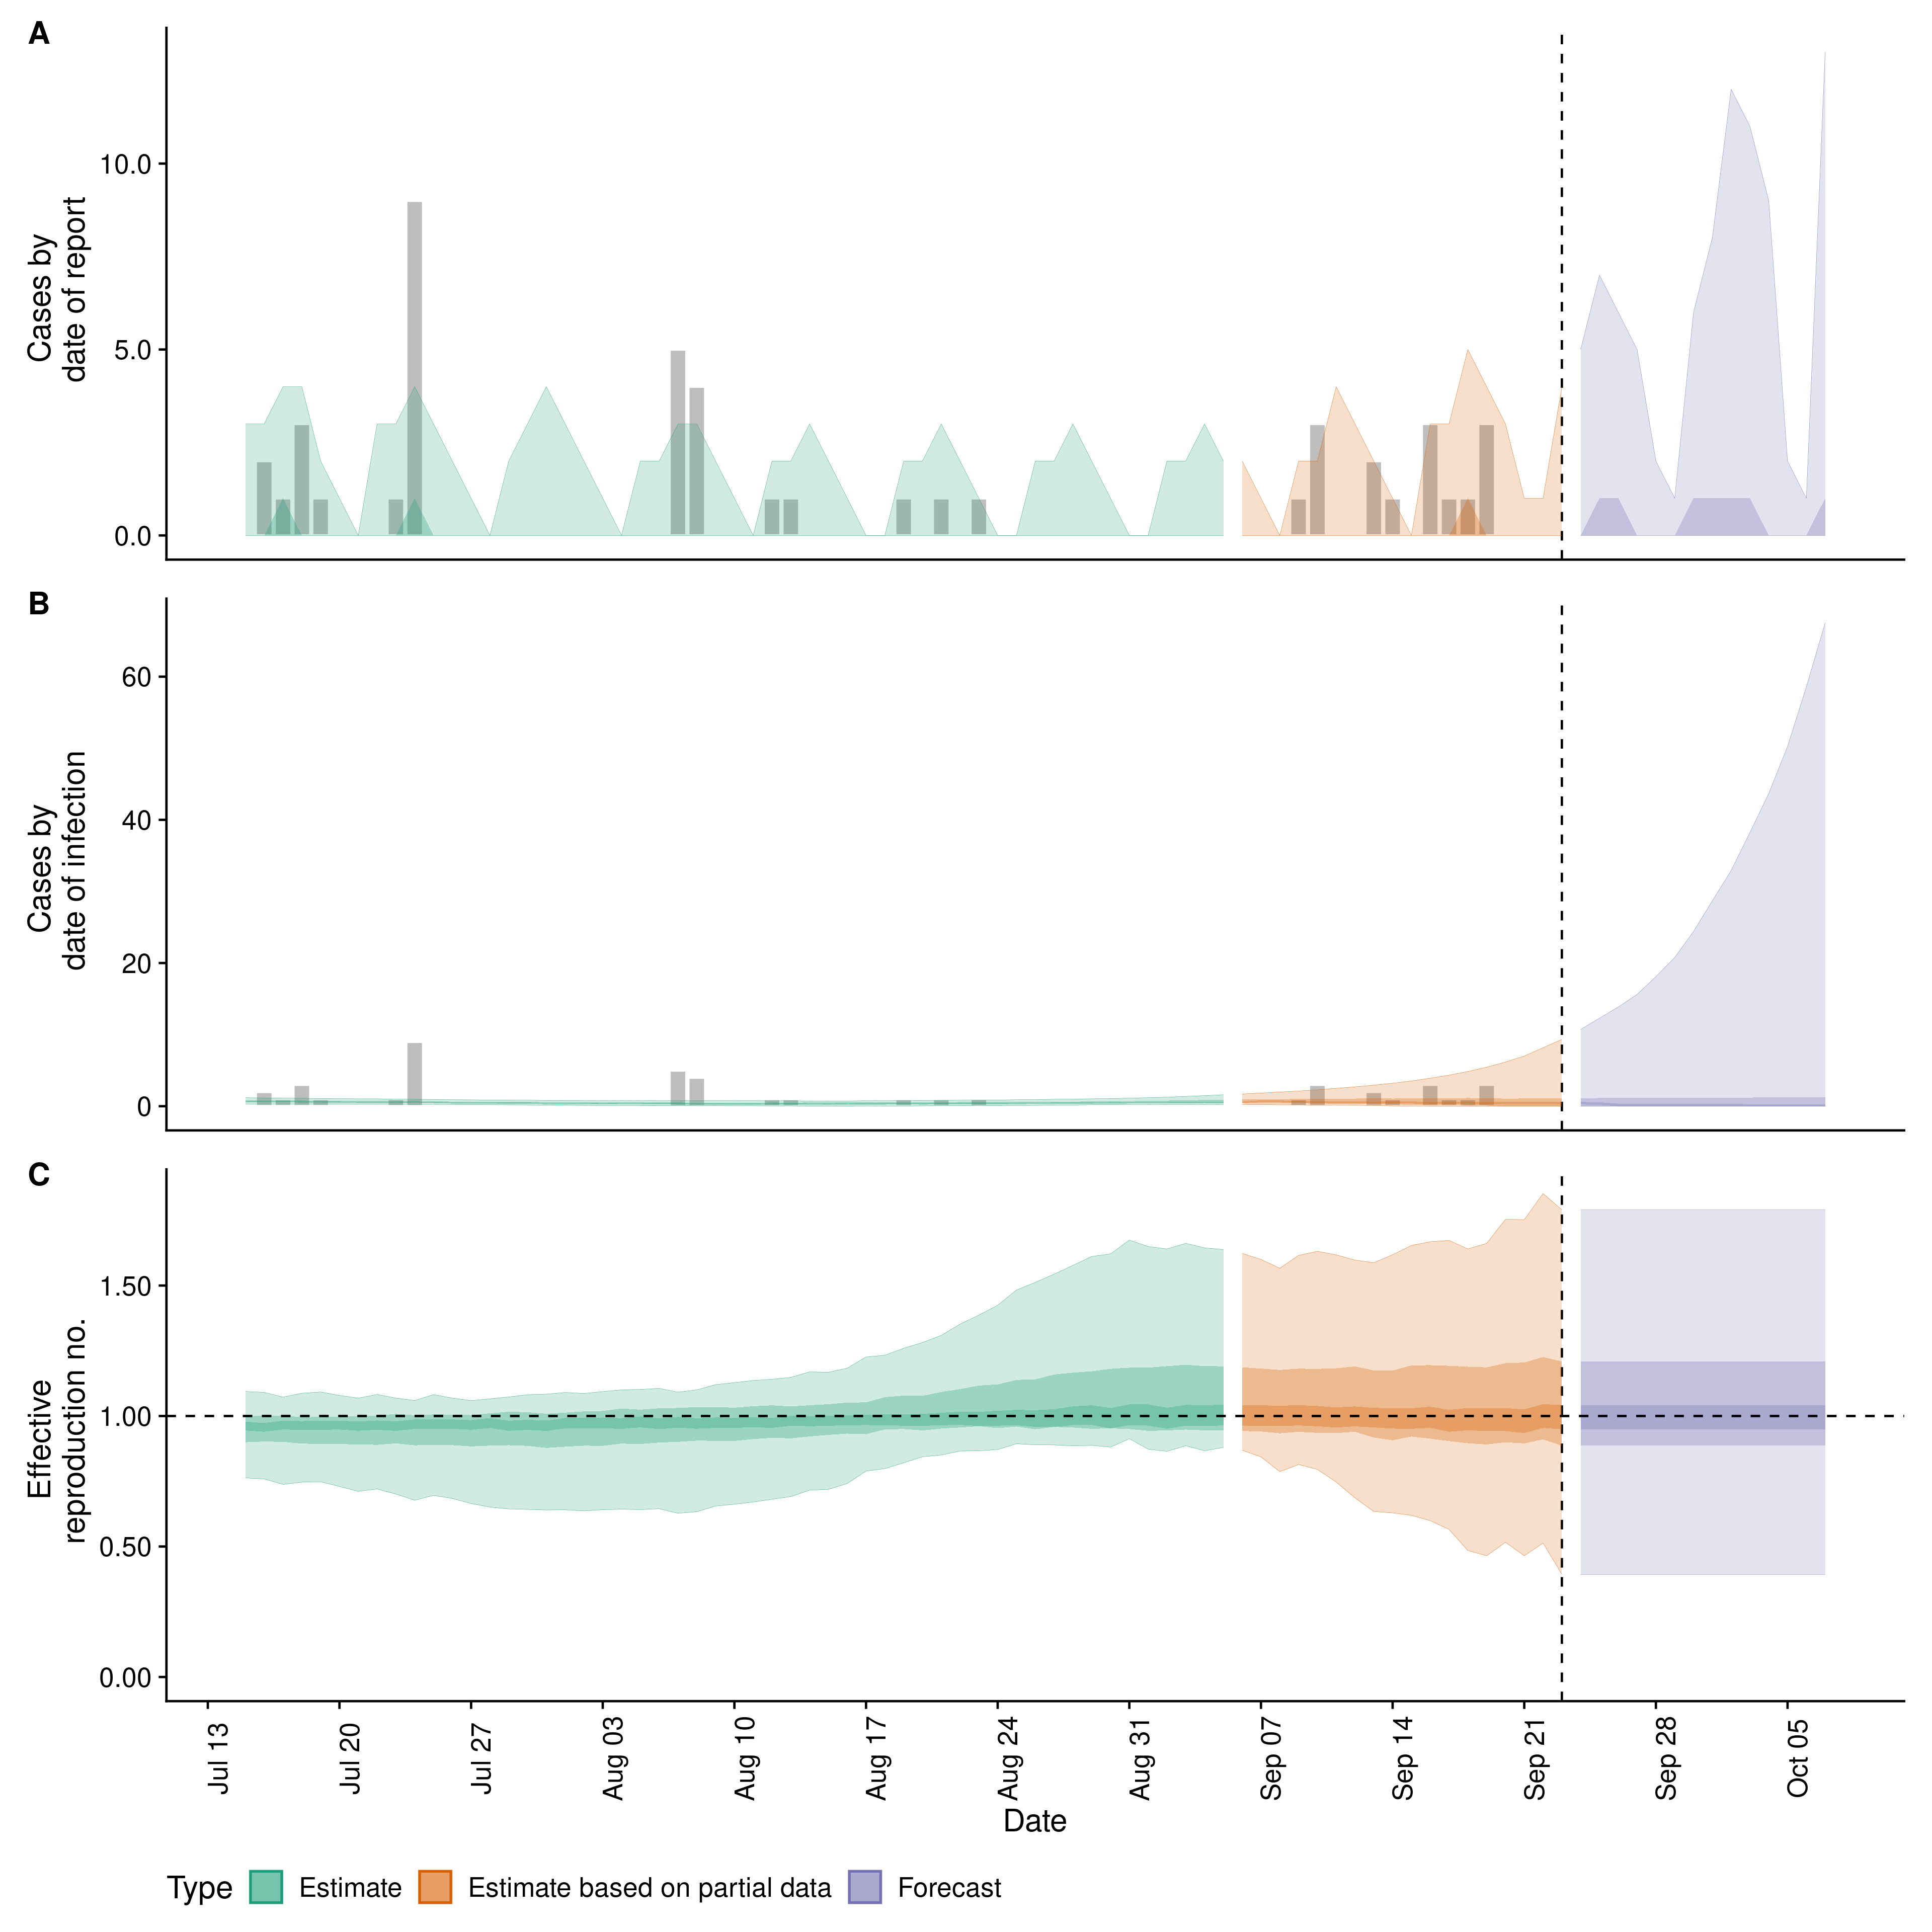 A
Cases by
date of report
10.0
5.0
0.0
B
Cases by
date of infection
60
40
20
0
C
Effective
reproduction no.
1.50
1.00
0.50
0.00
Jul 13
Jul 20
Jul 27
Aug 03
Aug 10
Aug 17
Aug 24
Aug 31
Sep 07
Sep 14
Sep 21
Sep 28
Oct 05
Date
Type Estimate Estimate based on partial data Forecast